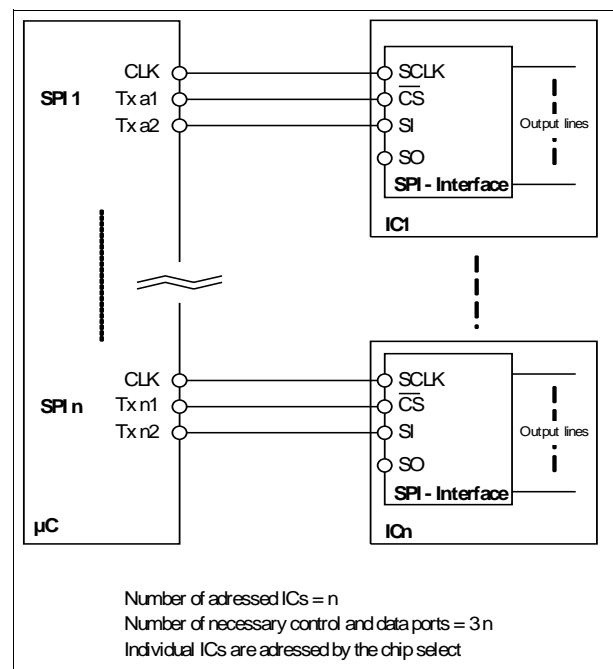 CLK
SPI 1
Tx a1
Tx a2
SCLK
CS
SI
SO
SPI - Interface
Output lines
IC1
CLK
SPI n
Tx n1
Tx n2
SCLK
CS
SI
SO
SPI - Interface
Output lines
ICn
µC
Number of adressed ICs = n
Number of necessary control and data ports = 3 n
Individual ICs are adressed by the chip select